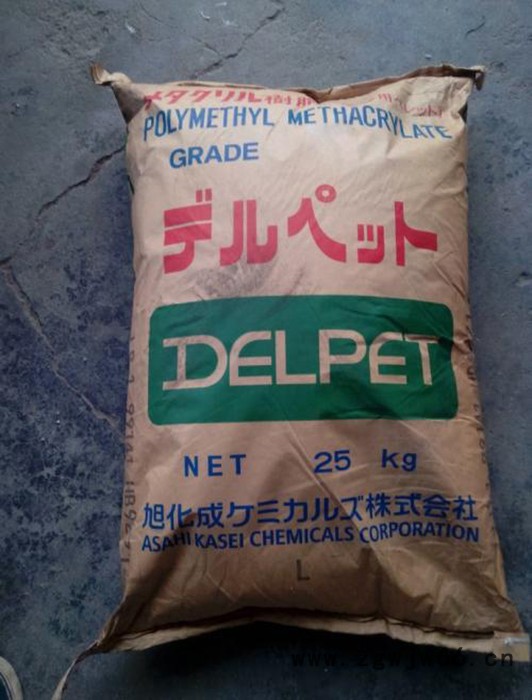 メタクリル樹脂
POLYMETHYL METHACRYLATE
GRADE
デルペット
DELPET
NET 25 kg
旭化成ケミカルズ株式会社
ASAHI KASEI CHEMICALS CORPORATION
L